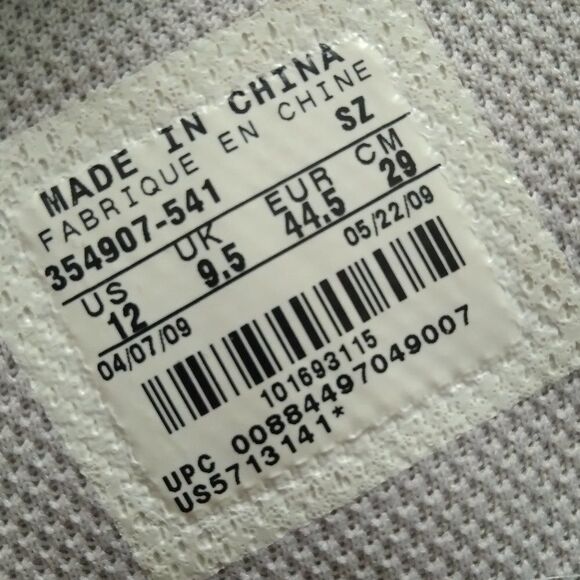 MADE IN CHINA
FABRIQUE EN CHINE
354907-541 SZ
US UK EUR CM
12 9.5 44.5 29
04/07/09 05/22/09
101693115
UPC 00884497049007
US5713141*